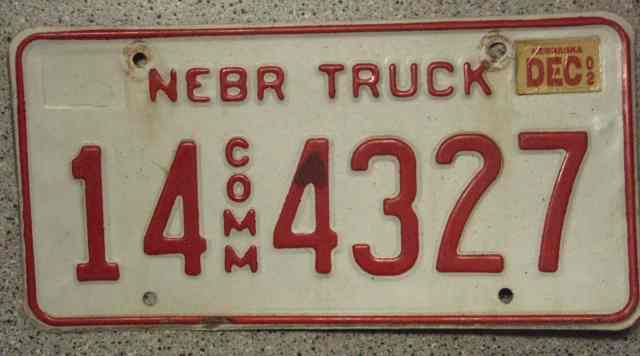 NEBRASKA
NEBR TRUCK DEC 02
14 COMM 4327